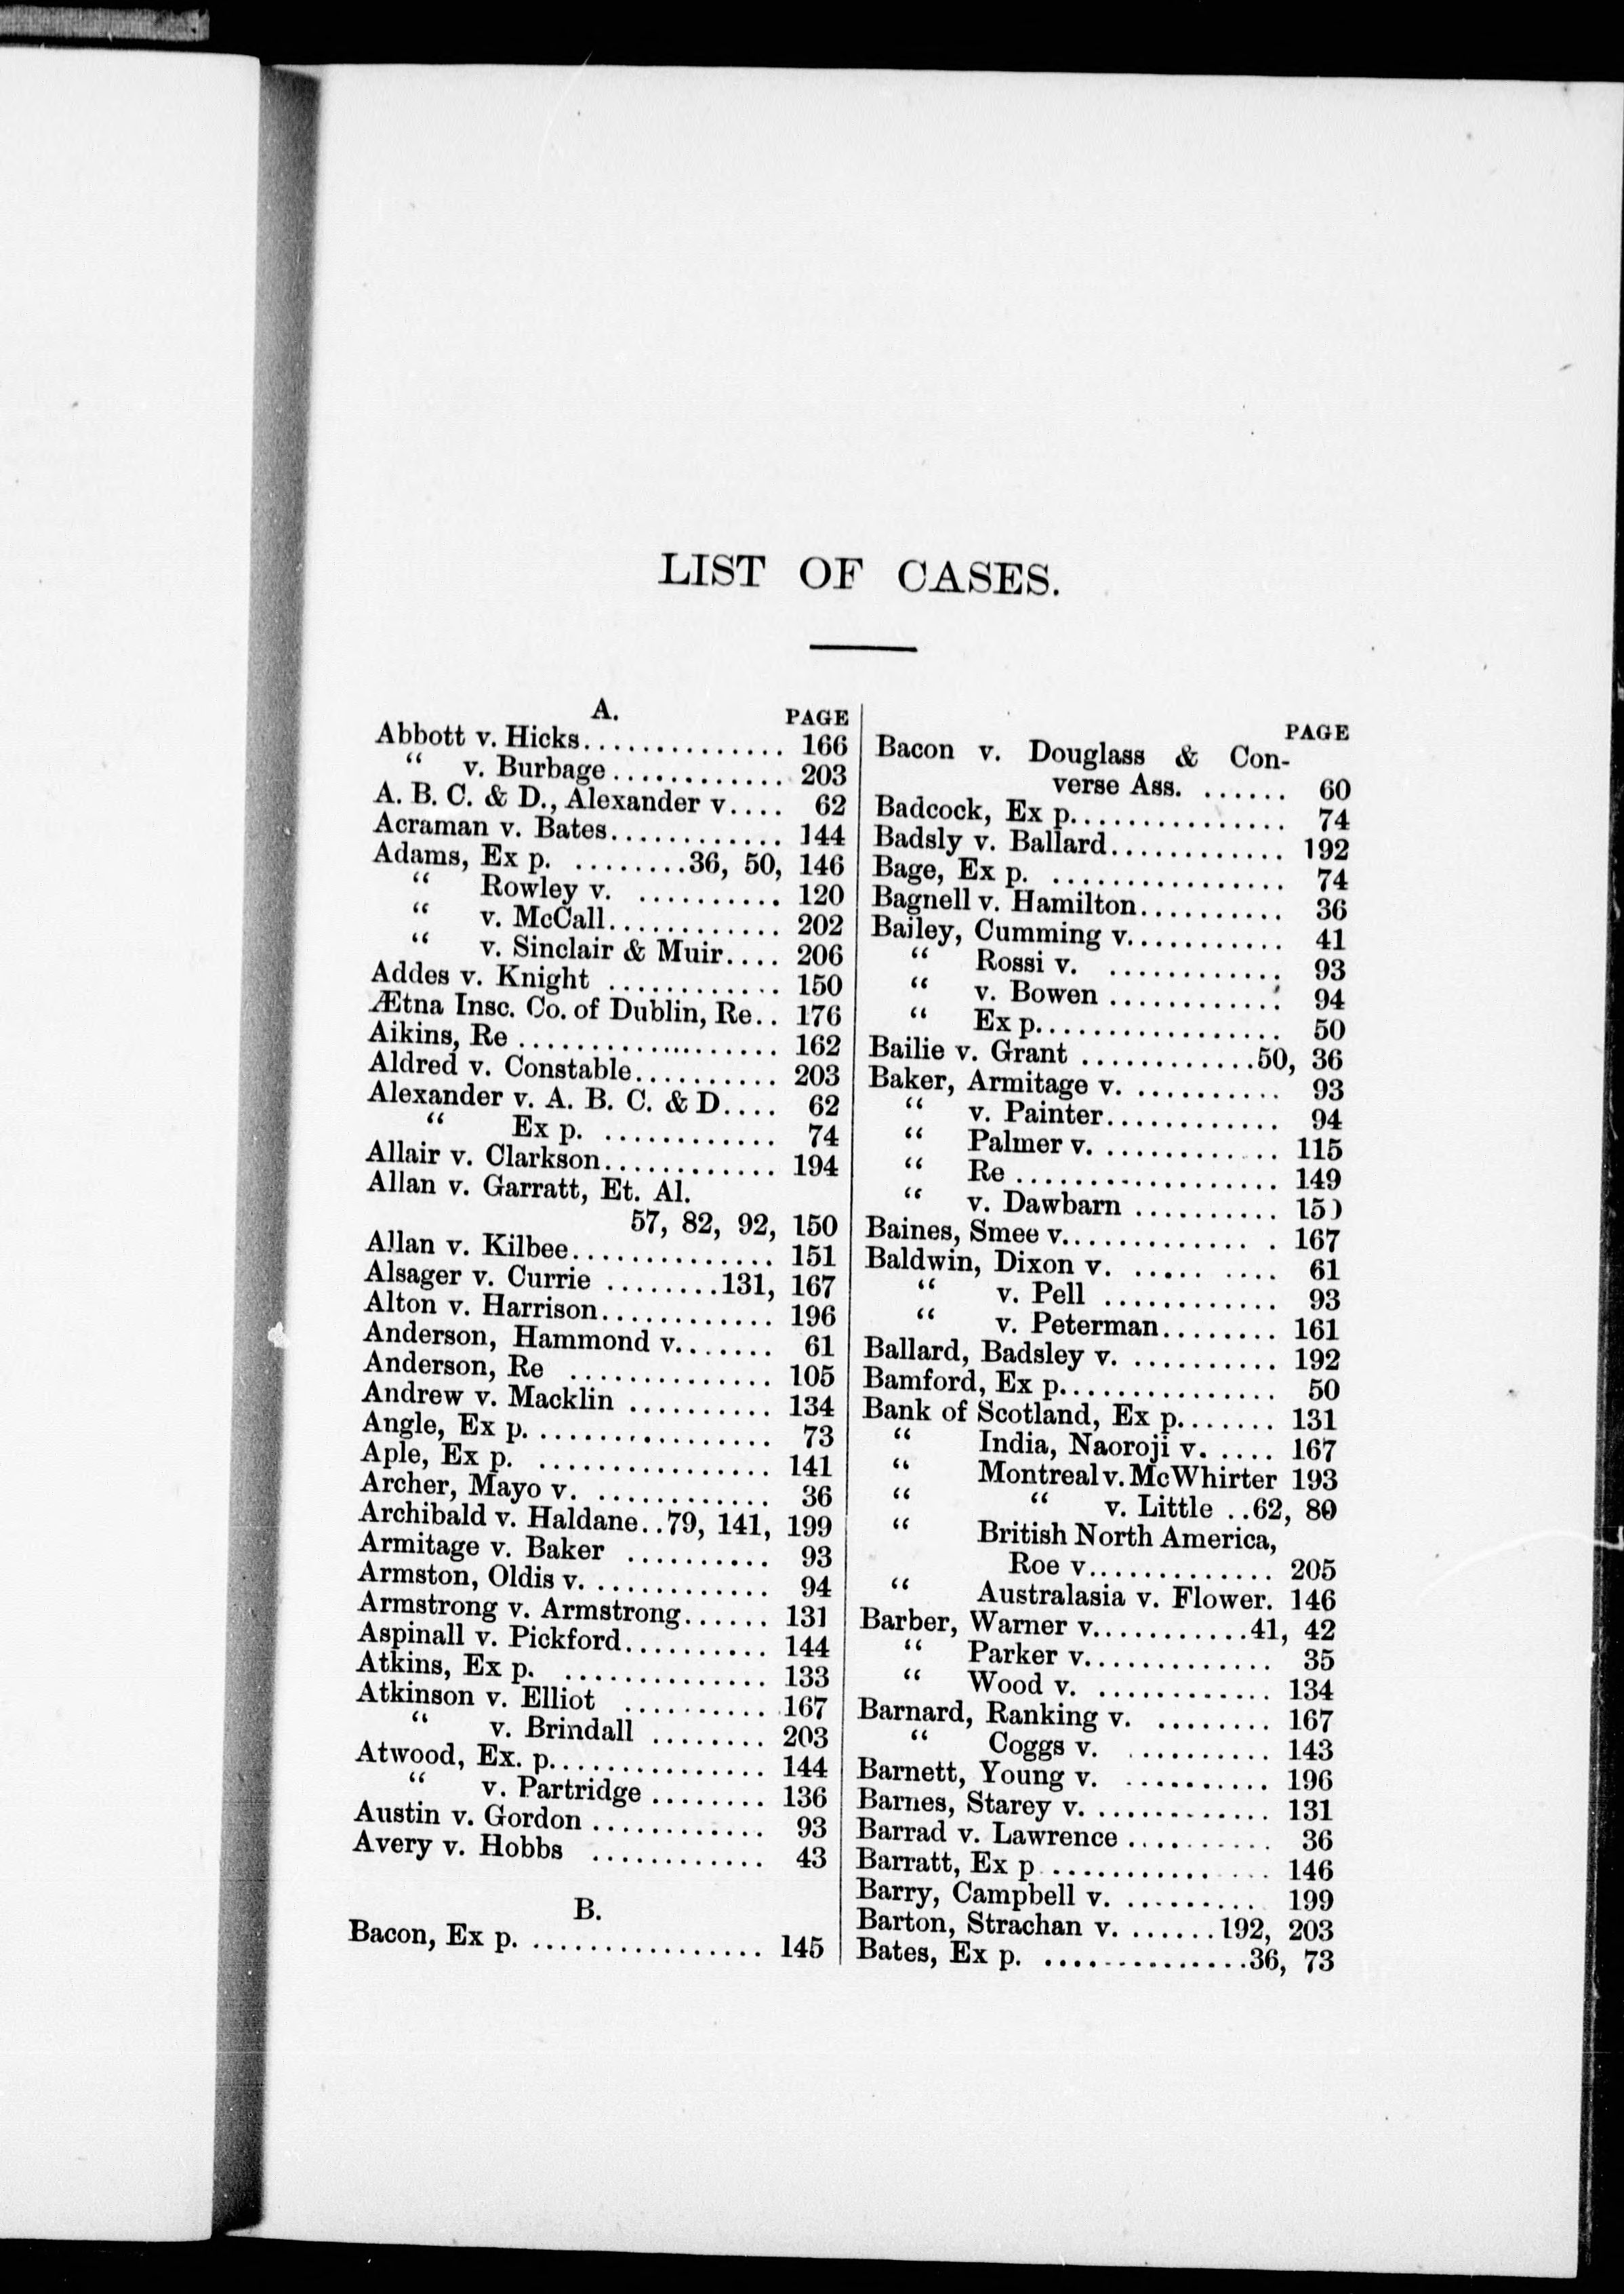 LIST OF CASES.
A.
PAGE
Abbott v. Hicks.............. 166
“ v. Burbage............ 203
A. B. C. & D., Alexander v.... 62
Acraman v. Bates............ 144
Adams, Ex p. ........36, 50, 146
“ Rowley v. .......... 120
“ v. McCall............ 202
“ v. Sinclair & Muir.... 206
Addes v. Knight ............ 150
Ætna Insc. Co. of Dublin, Re.. 176
Aikins, Re .................. 162
Aldred v. Constable.......... 203
Alexander v. A. B. C. & D.... 62
“ Ex p. ............ 74
Allair v. Clarkson............ 194
Allan v. Garratt, Et. Al.
57, 82, 92, 150
Allan v. Kilbee.............. 151
Alsager v. Currie ........131, 167
Alton v. Harrison............ 196
Anderson, Hammond v....... 61
Anderson, Re .............. 105
Andrew v. Macklin .......... 134
Angle, Ex p. ................ 73
Aple, Ex p. ................ 141
Archer, Mayo v. ............ 36
Archibald v. Haldane..79, 141, 199
Armitage v. Baker .......... 93
Armston, Oldis v. ............ 94
Armstrong v. Armstrong...... 131
Aspinall v. Pickford.......... 144
Atkins, Ex p. .............. 133
Atkinson v. Elliot .......... 167
“ v. Brindall ........ 203
Atwood, Ex. p............... 144
“ v. Partridge ........ 136
Austin v. Gordon ............ 93
Avery v. Hobbs ............ 43
B.
Bacon, Ex p. ................ 145
PAGE
Bacon v. Douglass & Con-
verse Ass. ...... 60
Badcock, Ex p............... 74
Badsly v. Ballard............ 192
Bage, Ex p. ................ 74
Bagnell v. Hamilton.......... 36
Bailey, Cumming v........... 41
“ Rossi v. ............ 93
“ v. Bowen ............ 94
“ Ex p................. 50
Bailie v. Grant ............50, 36
Baker, Armitage v. .......... 93
“ v. Painter............ 94
“ Palmer v. ............ 115
“ Re .................. 149
“ v. Dawbarn .......... 15
Baines, Smee v.............. 167
Baldwin, Dixon v. .......... 61
“ v. Pell ............ 93
“ v. Peterman........ 161
Ballard, Badsley v. .......... 192
Bamford, Ex p............... 50
Bank of Scotland, Ex p....... 131
“ India, Naoroji v. .... 167
“ Montreal v. McWhirter 193
“ “ v. Little ..62, 80
“ British North America,
Roe v............. 205
“ Australasia v. Flower. 146
Barber, Warner v...........41, 42
“ Parker v............. 35
“ Wood v. ............ 134
Barnard, Ranking v. ........ 167
“ Coggs v. .......... 143
Barnett, Young v. .......... 196
Barnes, Starey v. ............ 131
Barrad v. Lawrence .......... 36
Barratt, Ex p ............... 146
Barry, Campbell v. .......... 199
Barton, Strachan v. ......192, 203
Bates, Ex p. ..............36, 73